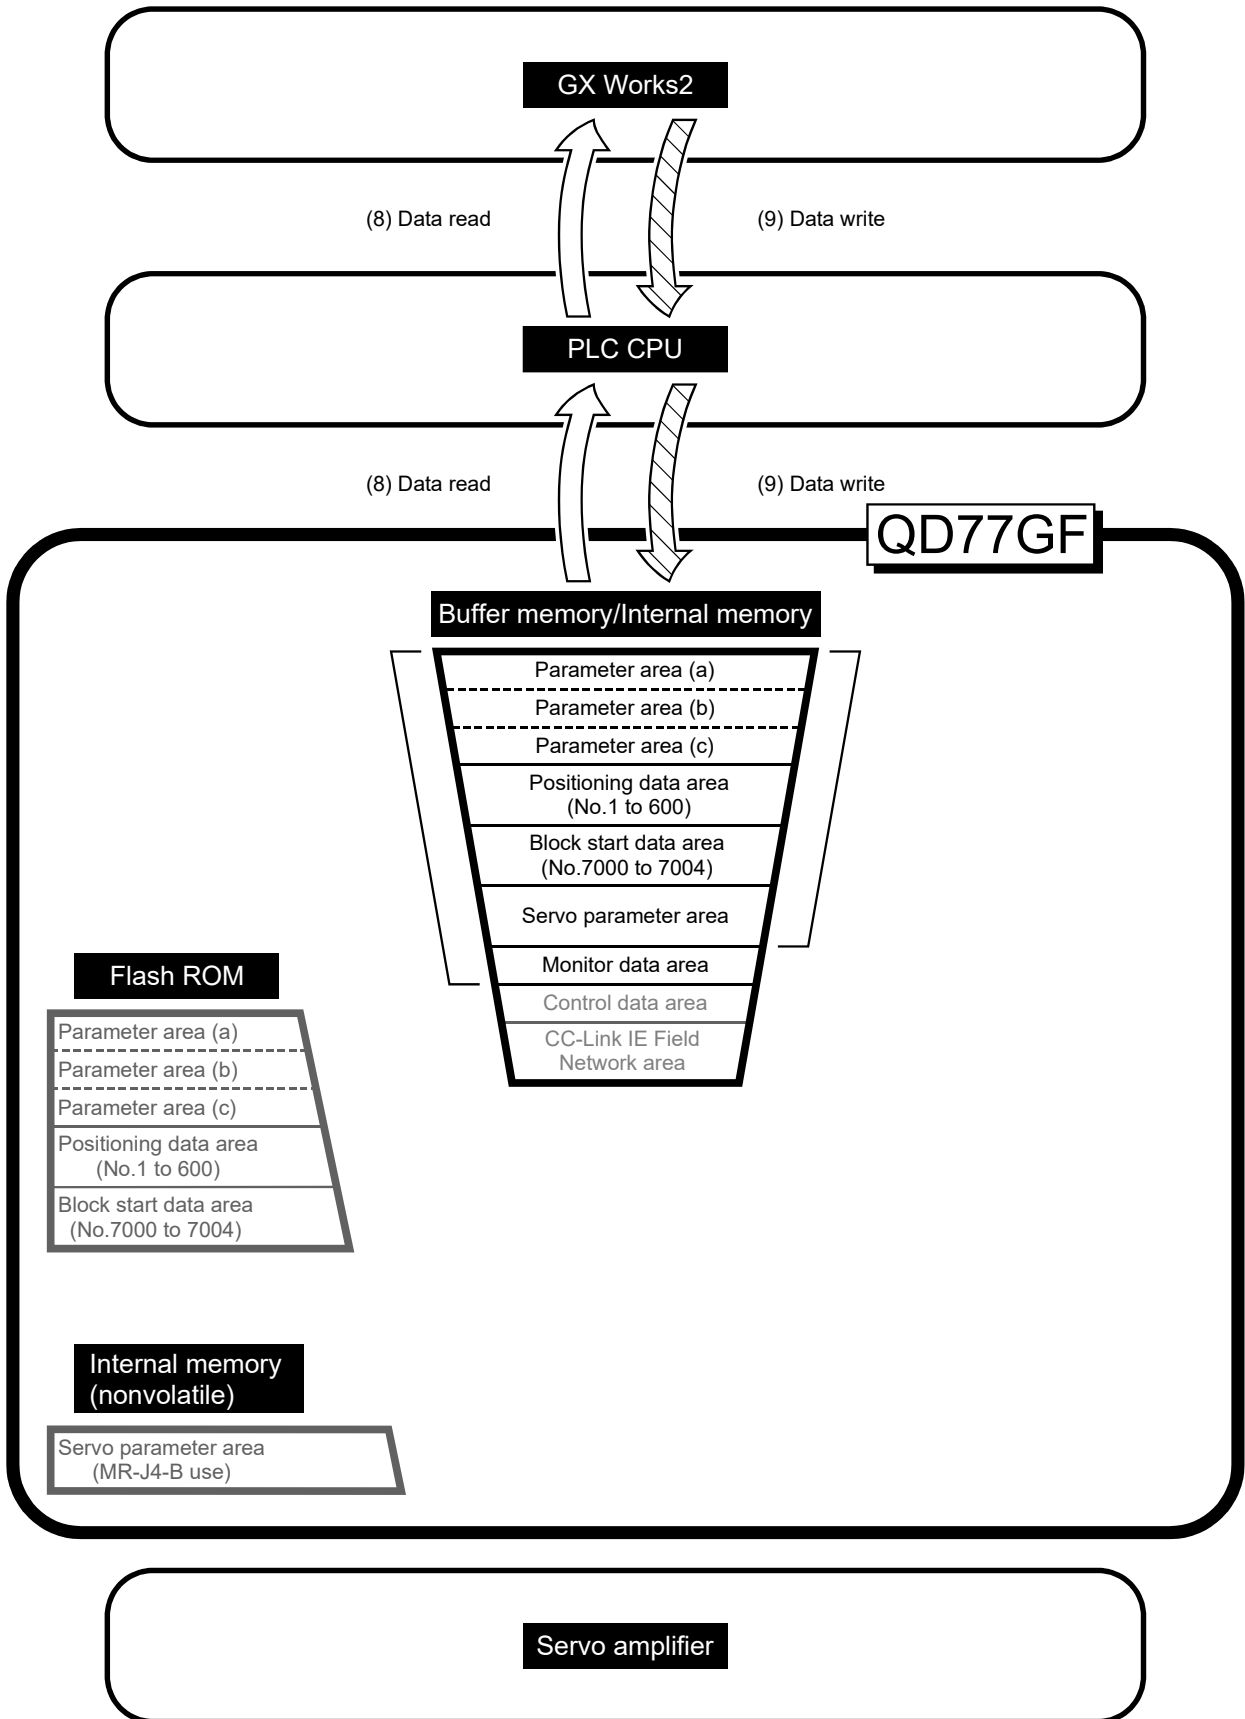 GX Works2
(8) Data read
(9) Data write
PLC CPU
(8) Data read
(9) Data write
QD77GF
Buffer memory/Internal memory
Parameter area (a)
Parameter area (b)
Parameter area (c)
Positioning data area
(No.1 to 600)
Block start data area
(No.7000 to 7004)
Servo parameter area
Monitor data area
Control data area
CC-Link IE Field
Network area
Flash ROM
Parameter area (a)
Parameter area (b)
Parameter area (c)
Positioning data area
(No.1 to 600)
Block start data area
(No.7000 to 7004)
Internal memory
(nonvolatile)
Servo parameter area
(MR-J4-B use)
Servo amplifier